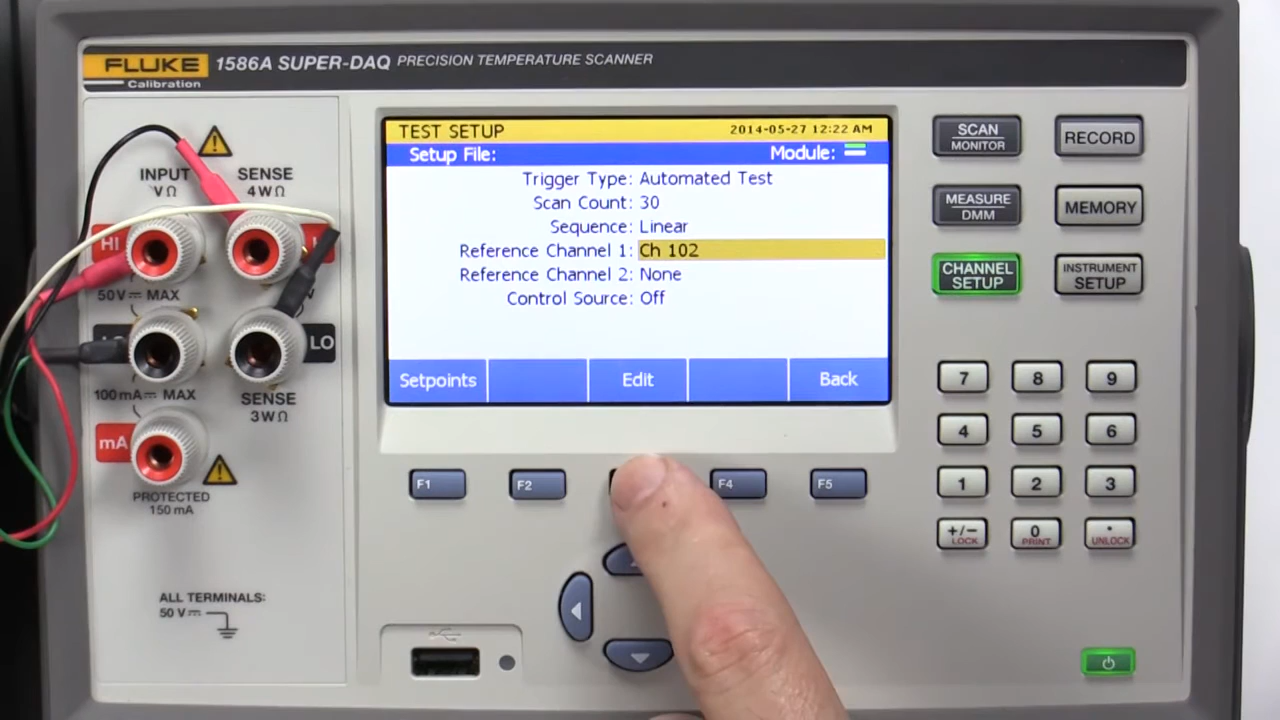 FLUKE
Calibration
1586A SUPER-DAQ PRECISION TEMPERATURE SCANNER
INPUT
VΩ
SENSE
4WΩ
HI
50V⎓ MAX
LO
100mA⎓ MAX
SENSE
3WΩ
mA
PROTECTED
150 mA
ALL TERMINALS:
50 V⎓
TEST SETUP 2014-05-27 12:22 AM
Setup File: Module:
Trigger Type: Automated Test
Scan Count: 30
Sequence: Linear
Reference Channel 1: Ch 102
Reference Channel 2: None
Control Source: Off
Setpoints Edit Back
F1 F2 F4 F5
SCAN
MONITOR
RECORD
MEASURE
DMM
MEMORY
CHANNEL
SETUP
INSTRUMENT
SETUP
7 8 9
4 5 6
1 2 3
+/− 0 •
LOCK PRINT UNLOCK